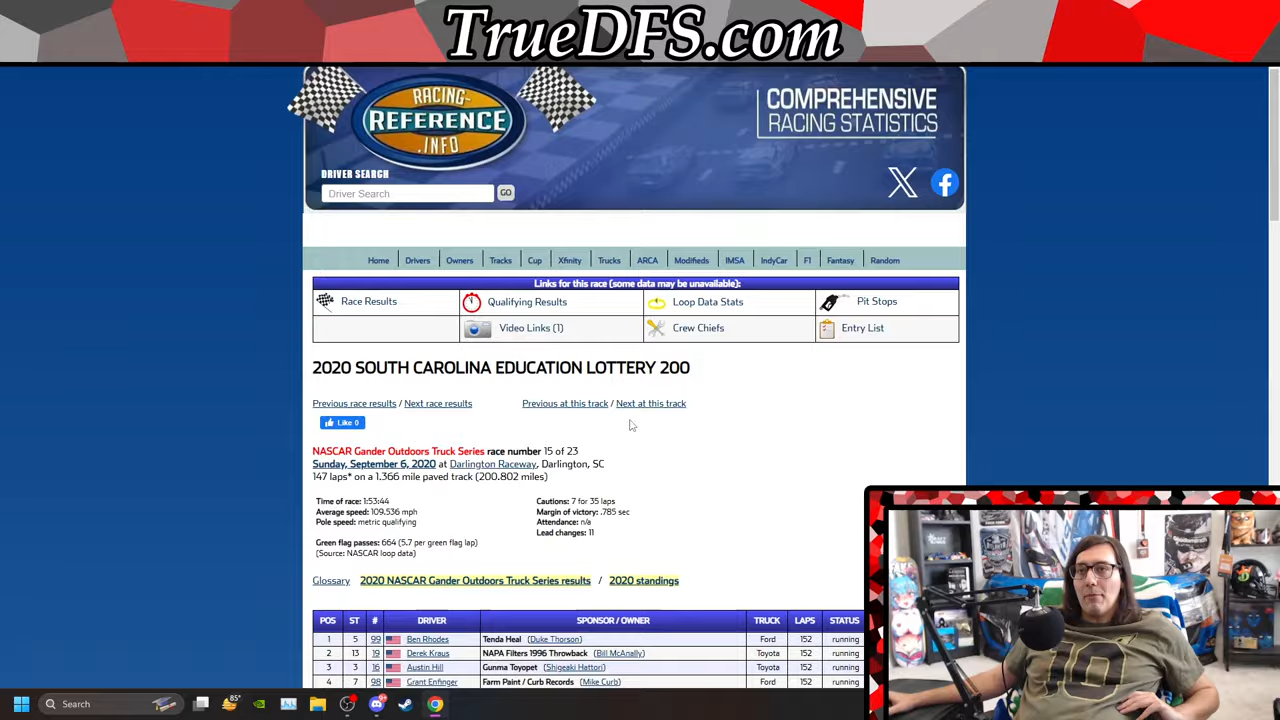 TrueDFS.com
RACING-
REFERENCE
.INFO
COMPREHENSIVE
RACING STATISTICS
DRIVER SEARCH
Driver Search GO
Home Drivers Owners Tracks Cup Xfinity Trucks ARCA Modifieds IMSA IndyCar F1 Fantasy Random
Links for this race (some data may be unavailable):
Race Results Qualifying Results Loop Data Stats Pit Stops
Video Links (1) Crew Chiefs Entry List
2020 SOUTH CAROLINA EDUCATION LOTTERY 200
Previous race results / Next race results Previous at this track / Next at this track
Like 0
NASCAR Gander Outdoors Truck Series race number 15 of 23
Sunday, September 6, 2020 at Darlington Raceway, Darlington, SC
147 laps* on a 1.366 mile paved track (200.802 miles)
Time of race: 1:53:44 Cautions: 7 for 35 laps
Average speed: 109.536 mph Margin of victory: .785 sec
Pole speed: metric qualifying Attendance: n/a
Lead changes: 11
Green flag passes: 664 (5.7 per green flag lap)
(Source: NASCAR loop data)
Glossary 2020 NASCAR Gander Outdoors Truck Series results / 2020 standings
POS ST # DRIVER SPONSOR / OWNER TRUCK LAPS STATUS
1 5 99 Ben Rhodes Tenda Heal (Duke Thorson) Ford 152 running
2 13 19 Derek Kraus NAPA Filters 1996 Throwback (Bill McAnally) Toyota 152 running
3 3 16 Austin Hill Gunma Toyopet (Shigeaki Hattori) Toyota 152 running
4 7 98 Grant Enfinger Farm Paint / Curb Records (Mike Curb) Ford 152 running
Search
85°